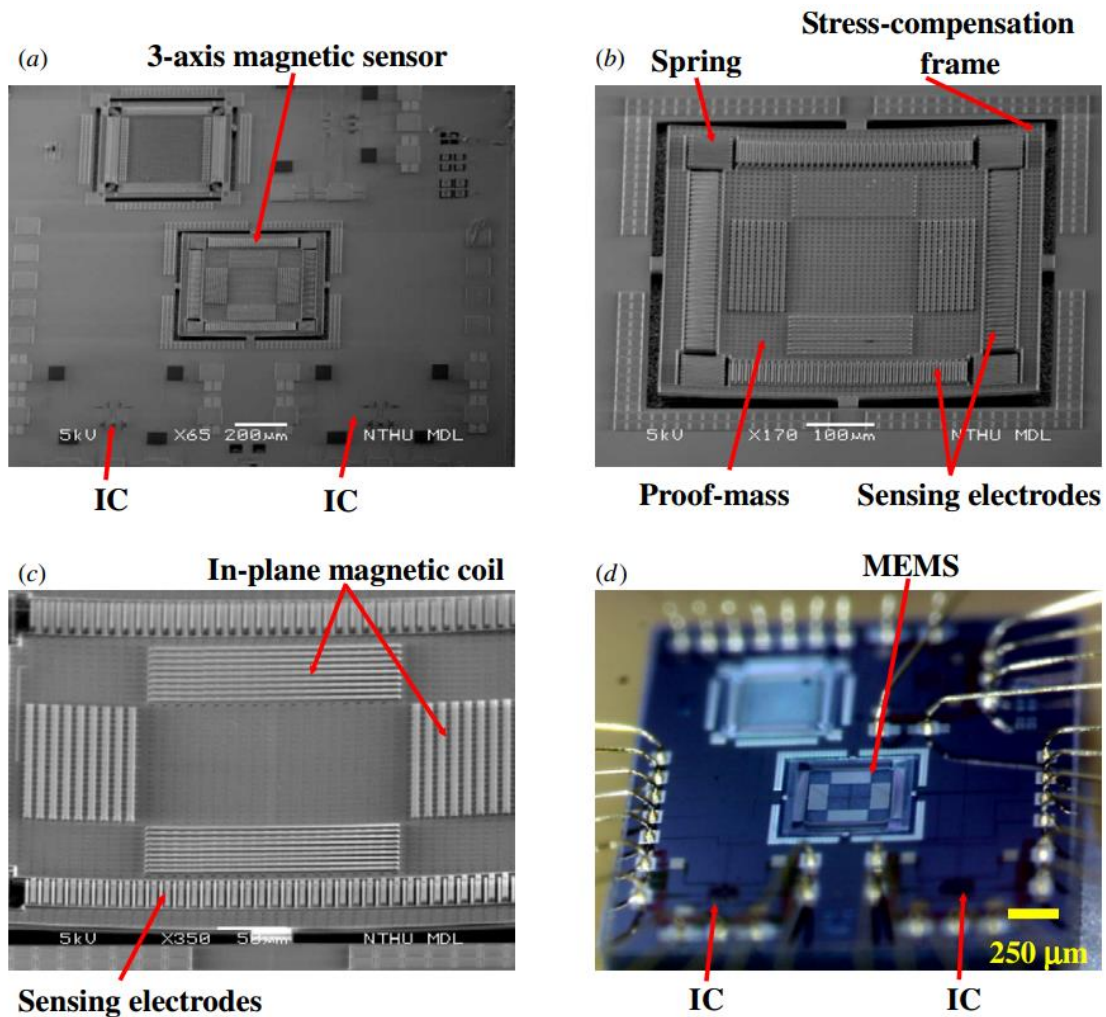 (a)
3-axis magnetic sensor
5kV X65 200μm NTHU MDL
IC
IC
(b)
Spring
Stress-compensation
frame
5kV X170 100μm NTHU MDL
Proof-mass
Sensing electrodes
(c)
In-plane magnetic coil
5kV X350 50μm NTHU MDL
Sensing electrodes
(d)
MEMS
250 μm
IC
IC